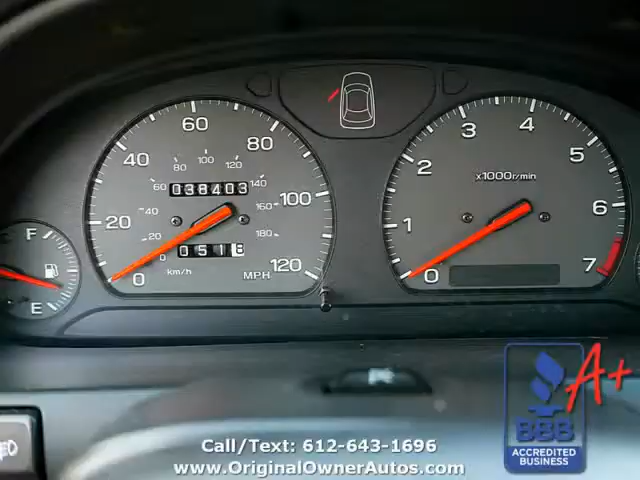 60
80
40
100
20
120
0
80
100
120
60
140
40
160
20
180
0
038403
051 8
km/h
MPH
F
E
x1000r/min
0
1
2
3
4
5
6
7
A+
BBB
ACCREDITED
BUSINESS
Call/Text: 612-643-1696
www.OriginalOwnerAutos.com